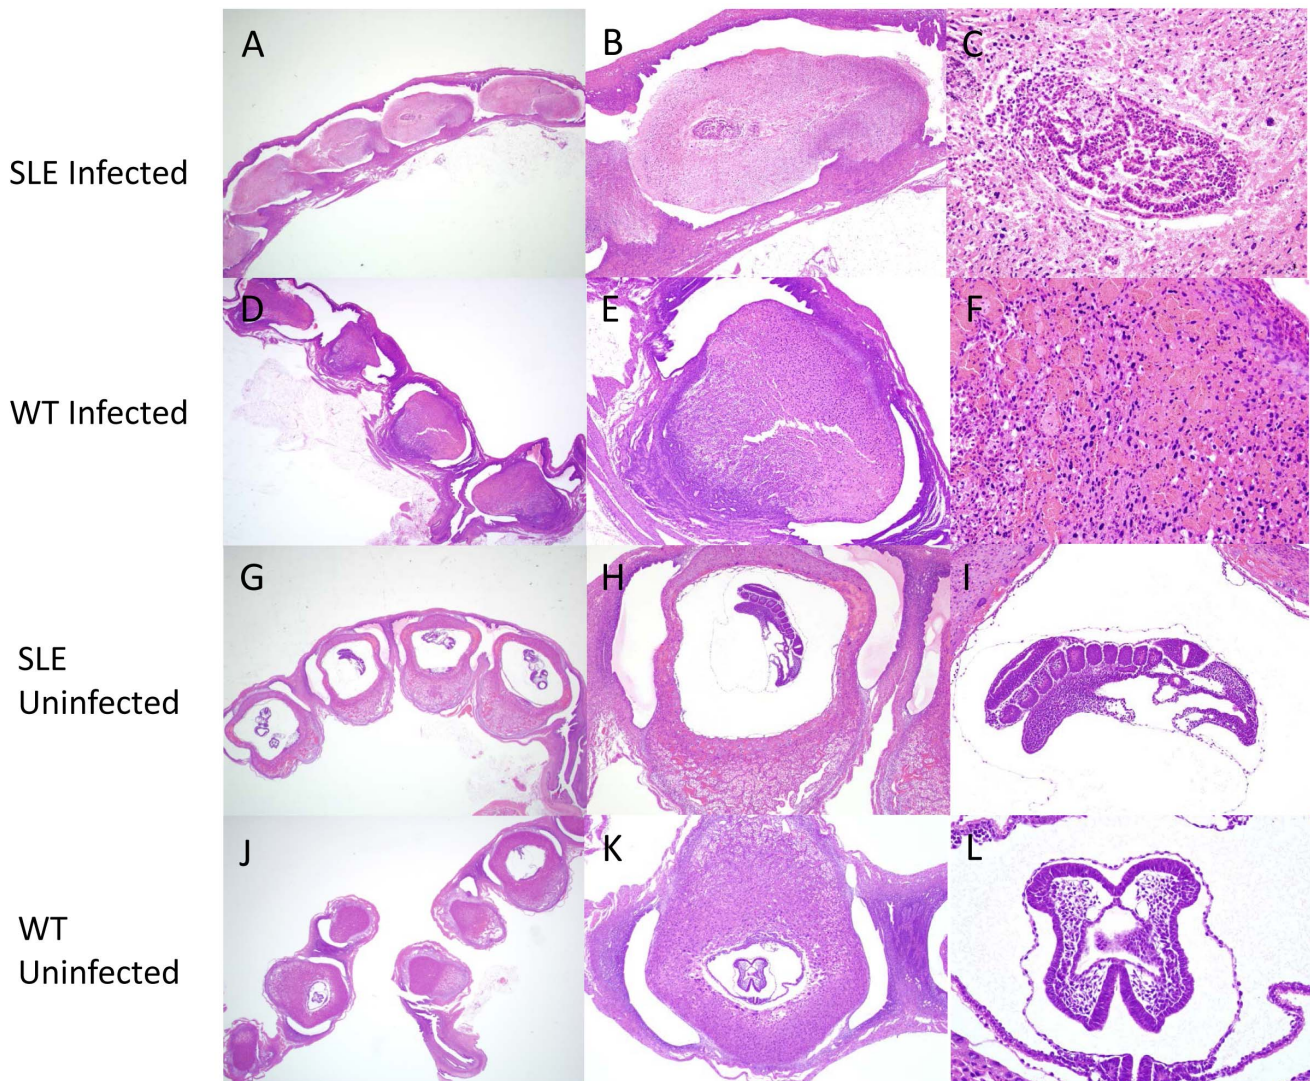 A B C
SLE Infected
D E F
WT Infected
G H I
SLE
Uninfected
J K L
WT
Uninfected